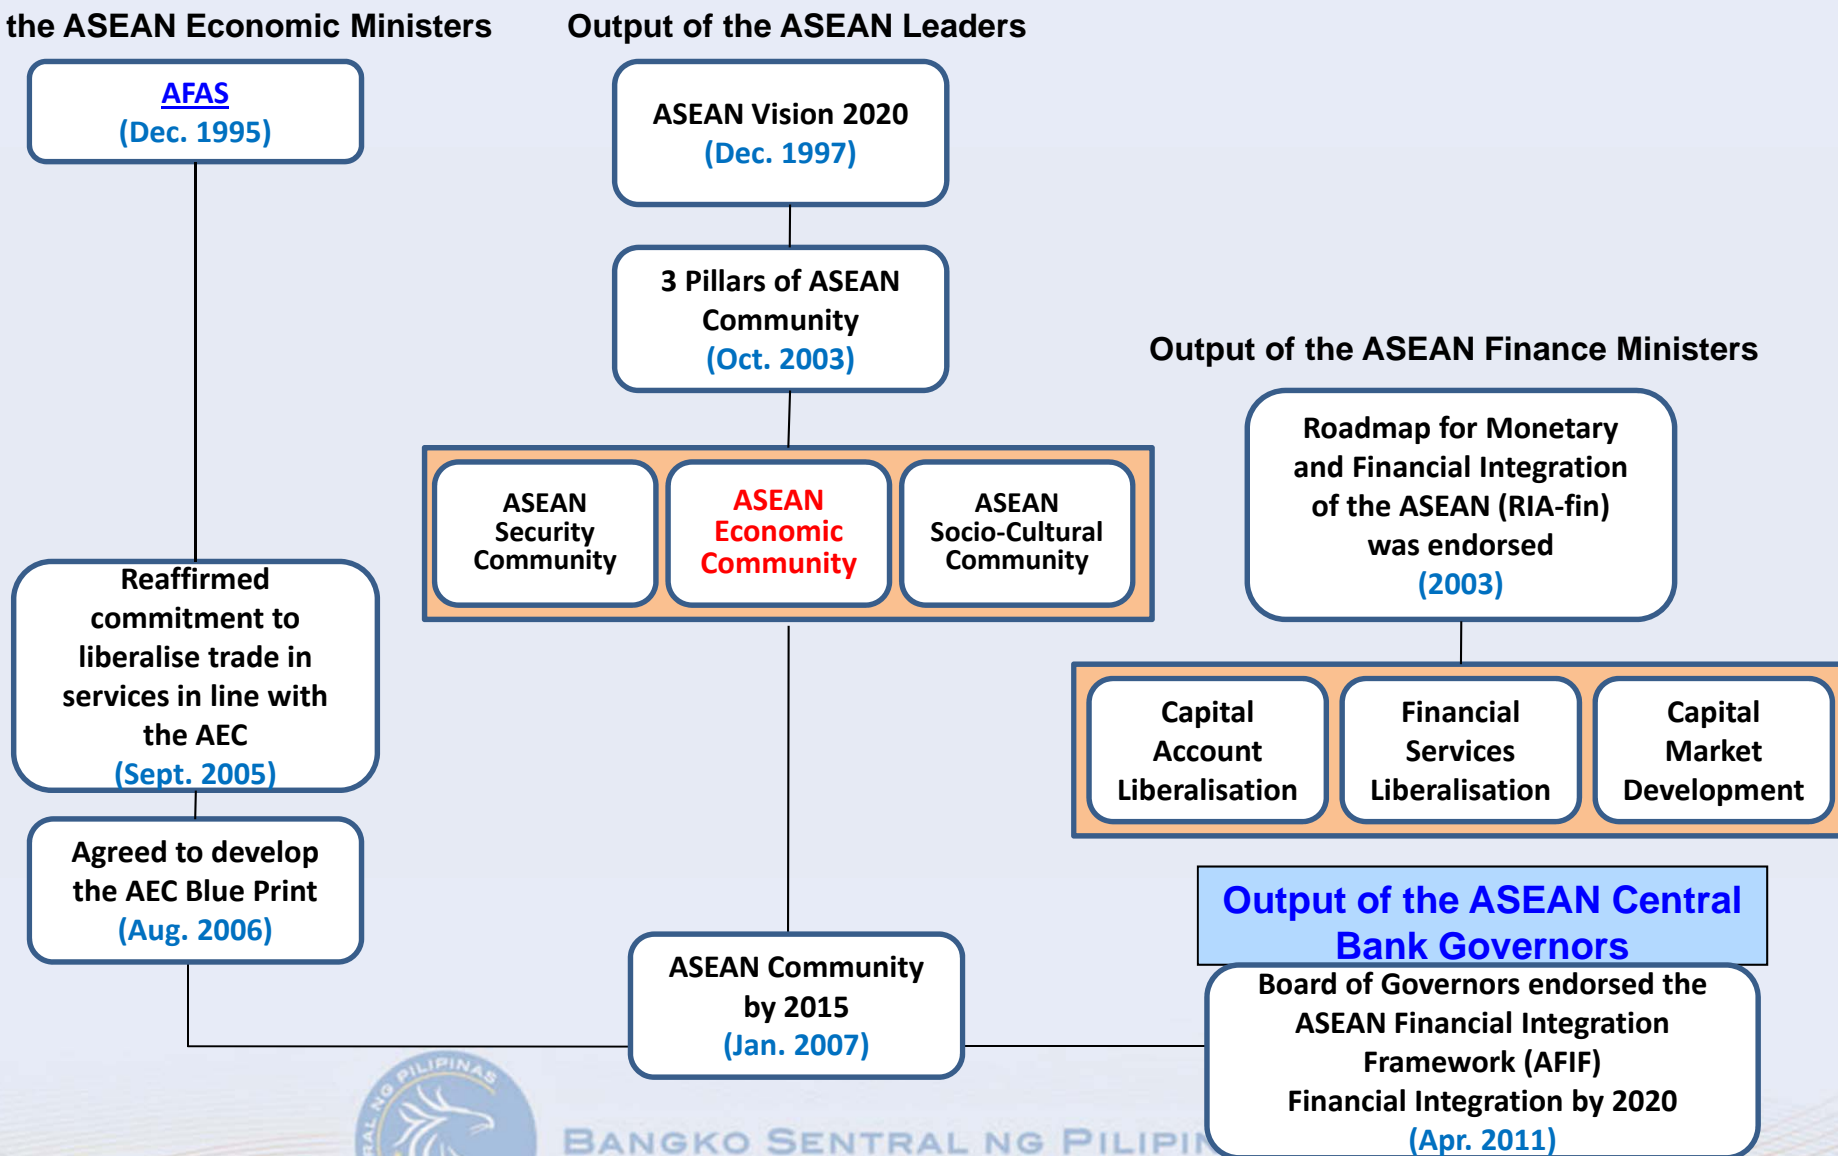 the ASEAN Economic Ministers
AFAS
(Dec. 1995)
Reaffirmed
commitment to
liberalise trade in
services in line with
the AEC
(Sept. 2005)
Agreed to develop
the AEC Blue Print
(Aug. 2006)
Output of the ASEAN Leaders
ASEAN Vision 2020
(Dec. 1997)
3 Pillars of ASEAN
Community
(Oct. 2003)
ASEAN
Security
Community
ASEAN
Economic
Community
ASEAN
Socio-Cultural
Community
ASEAN Community
by 2015
(Jan. 2007)
Output of the ASEAN Finance Ministers
Roadmap for Monetary
and Financial Integration
of the ASEAN (RIA-fin)
was endorsed
(2003)
Capital
Account
Liberalisation
Financial
Services
Liberalisation
Capital
Market
Development
Output of the ASEAN Central
Bank Governors
Board of Governors endorsed the
ASEAN Financial Integration
Framework (AFIF)
Financial Integration by 2020
(Apr. 2011)
NG PILIPINAS
BANGKO SENTRAL NG